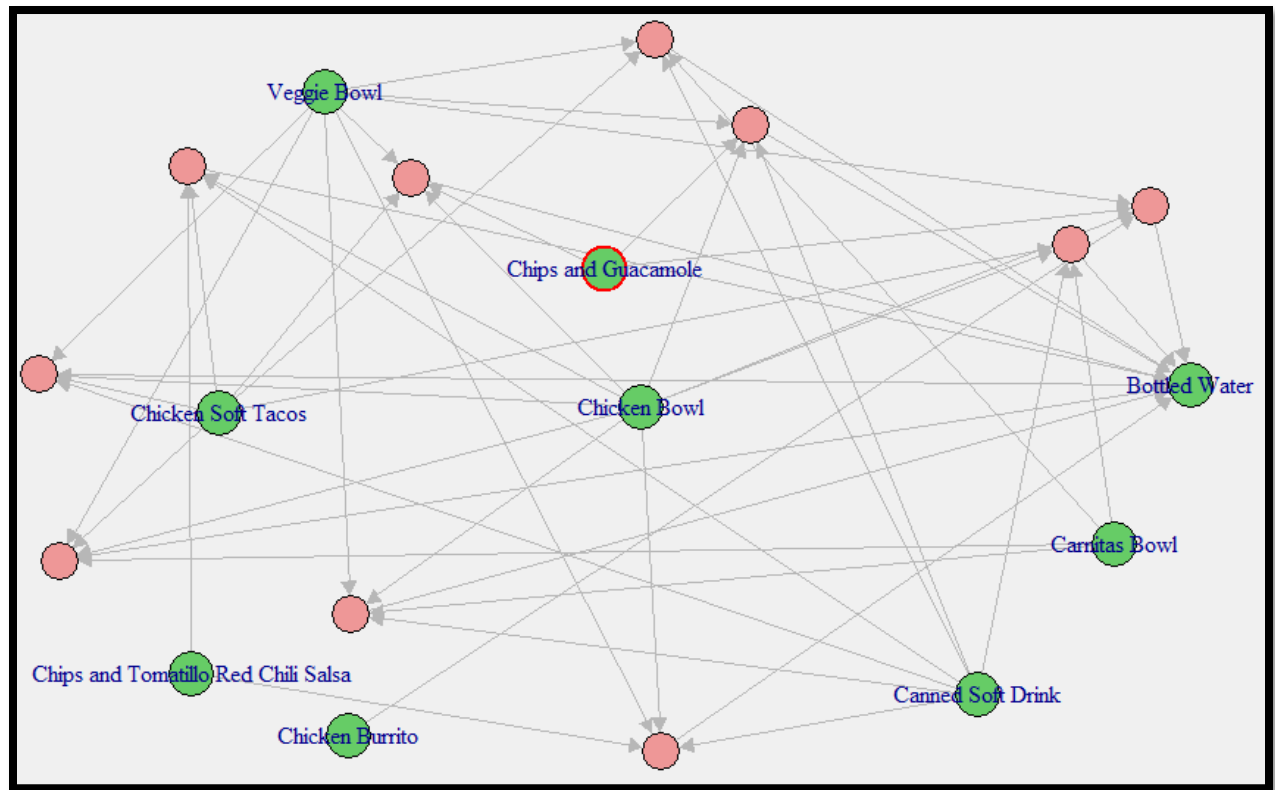 Veggie Bowl
Chips and Guacamole
Bottled Water
Chicken Soft Tacos
Chicken Bowl
Carnitas Bowl
Chips and Tomatillo Red Chili Salsa
Canned Soft Drink
Chicken Burrito